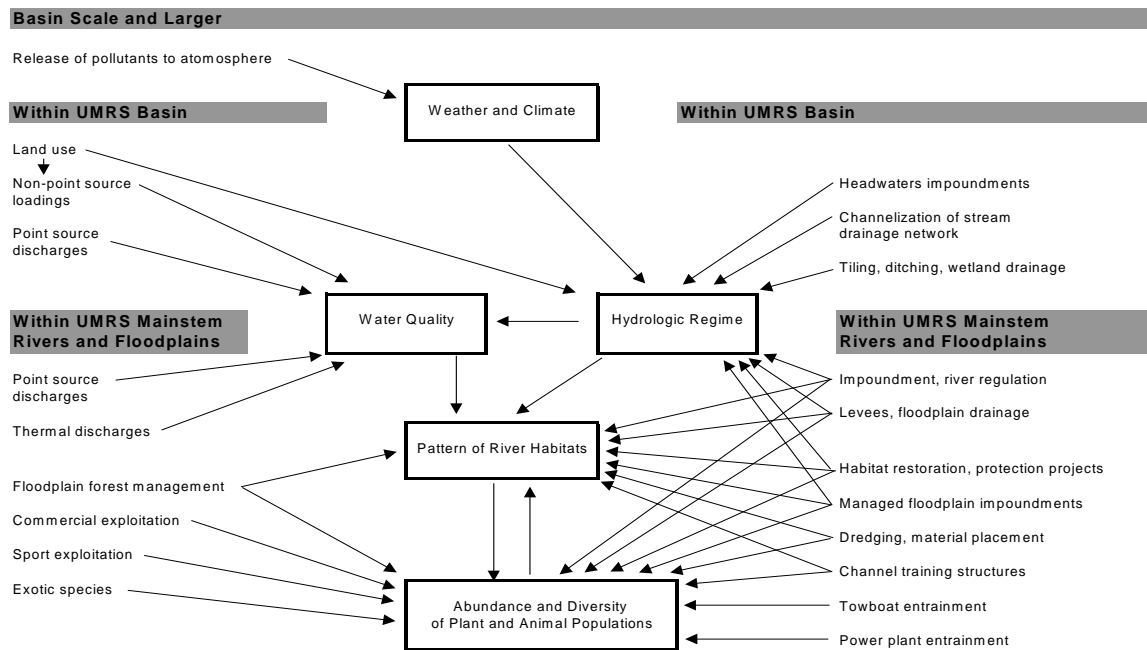 Basin Scale and Larger
Release of pollutants to atomosphere
Weather and Climate
Within UMRS Basin
Within UMRS Basin
Land use
Non-point source
loadings
Point source
discharges
Headwaters impoundments
Channelization of stream
drainage network
Tiling, ditching, wetland drainage
Water Quality
Hydrologic Regime
Within UMRS Mainstem
Rivers and Floodplains
Within UMRS Mainstem
Rivers and Floodplains
Point source
discharges
Thermal discharges
Impoundment, river regulation
Levees, floodplain drainage
Pattern of River Habitats
Floodplain forest management
Commercial exploitation
Sport exploitation
Exotic species
Habitat restoration, protection projects
Managed floodplain impoundments
Dredging, material placement
Channel training structures
Towboat entrainment
Power plant entrainment
Abundance and Diversity
of Plant and Animal Populations